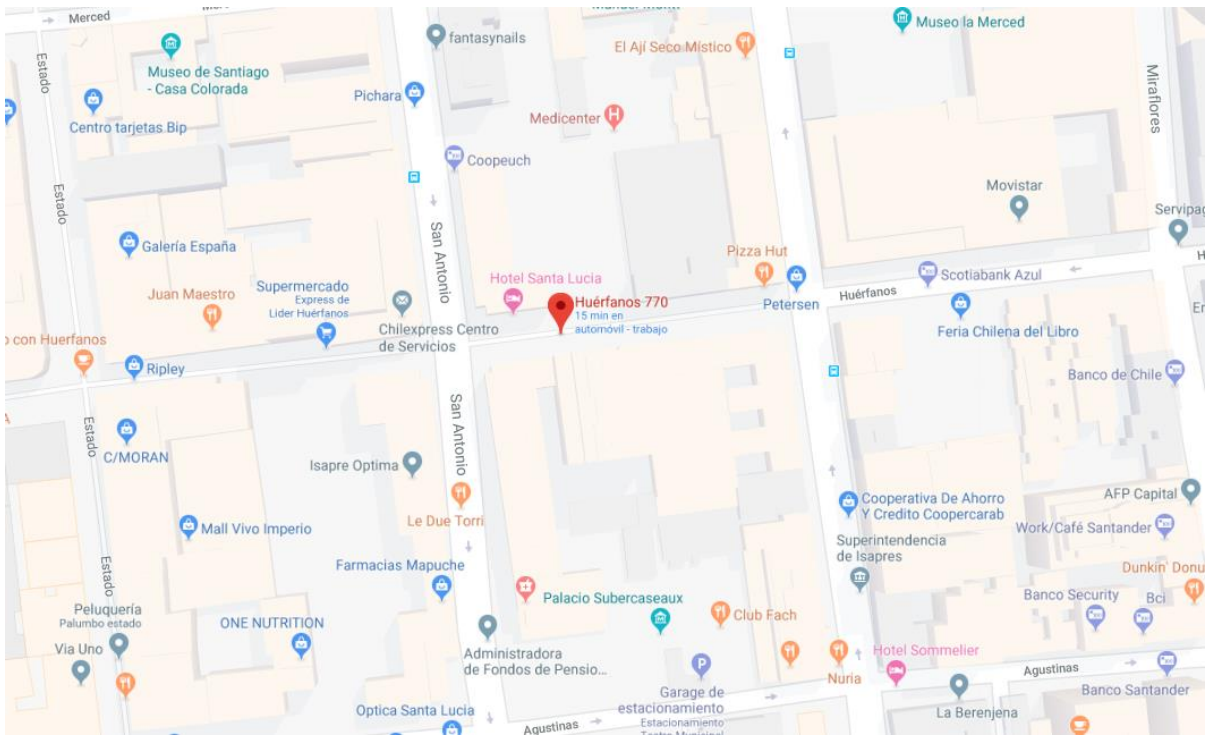 Merced
fantasynails
El Ají Seco Místico
Museo la Merced
Estado
Museo de Santiago
- Casa Colorada
Pichara
Miraflores
Centro tarjetas Bip
Medicenter
Coopeuch
Estado
Movistar
San Antonio
Servipag
Galería España
Pizza Hut
Scotiabank Azul
Hotel Santa Lucia
Supermercado
Express de
Lider Huérfanos
Juan Maestro
Huérfanos 770
15 min en
automóvil - trabajo
Petersen
Huérfanos
Chilexpress Centro
de Servicios
Feria Chilena del Libro
o con Huerfanos
Ripley
Banco de Chile
Estado
San Antonio
C/MORAN
Isapre Optima
AFP Capital
Cooperativa De Ahorro
Y Credito Coopercarab
Le Due Torri
Mall Vivo Imperio
Work/Café Santander
Superintendencia
de Isapres
Farmacias Mapuche
Estado
Dunkin' Donu
Palacio Subercaseaux
Banco Security
Bci
Peluquería
Palumbo estado
Club Fach
ONE NUTRITION
Via Uno
Administradora
de Fondos de Pensio...
Hotel Sommelier
Nuria
Agustinas
Garage de
estacionamiento
Estacionamiento
Banco Santander
Optica Santa Lucia
La Berenjena
Agustinas